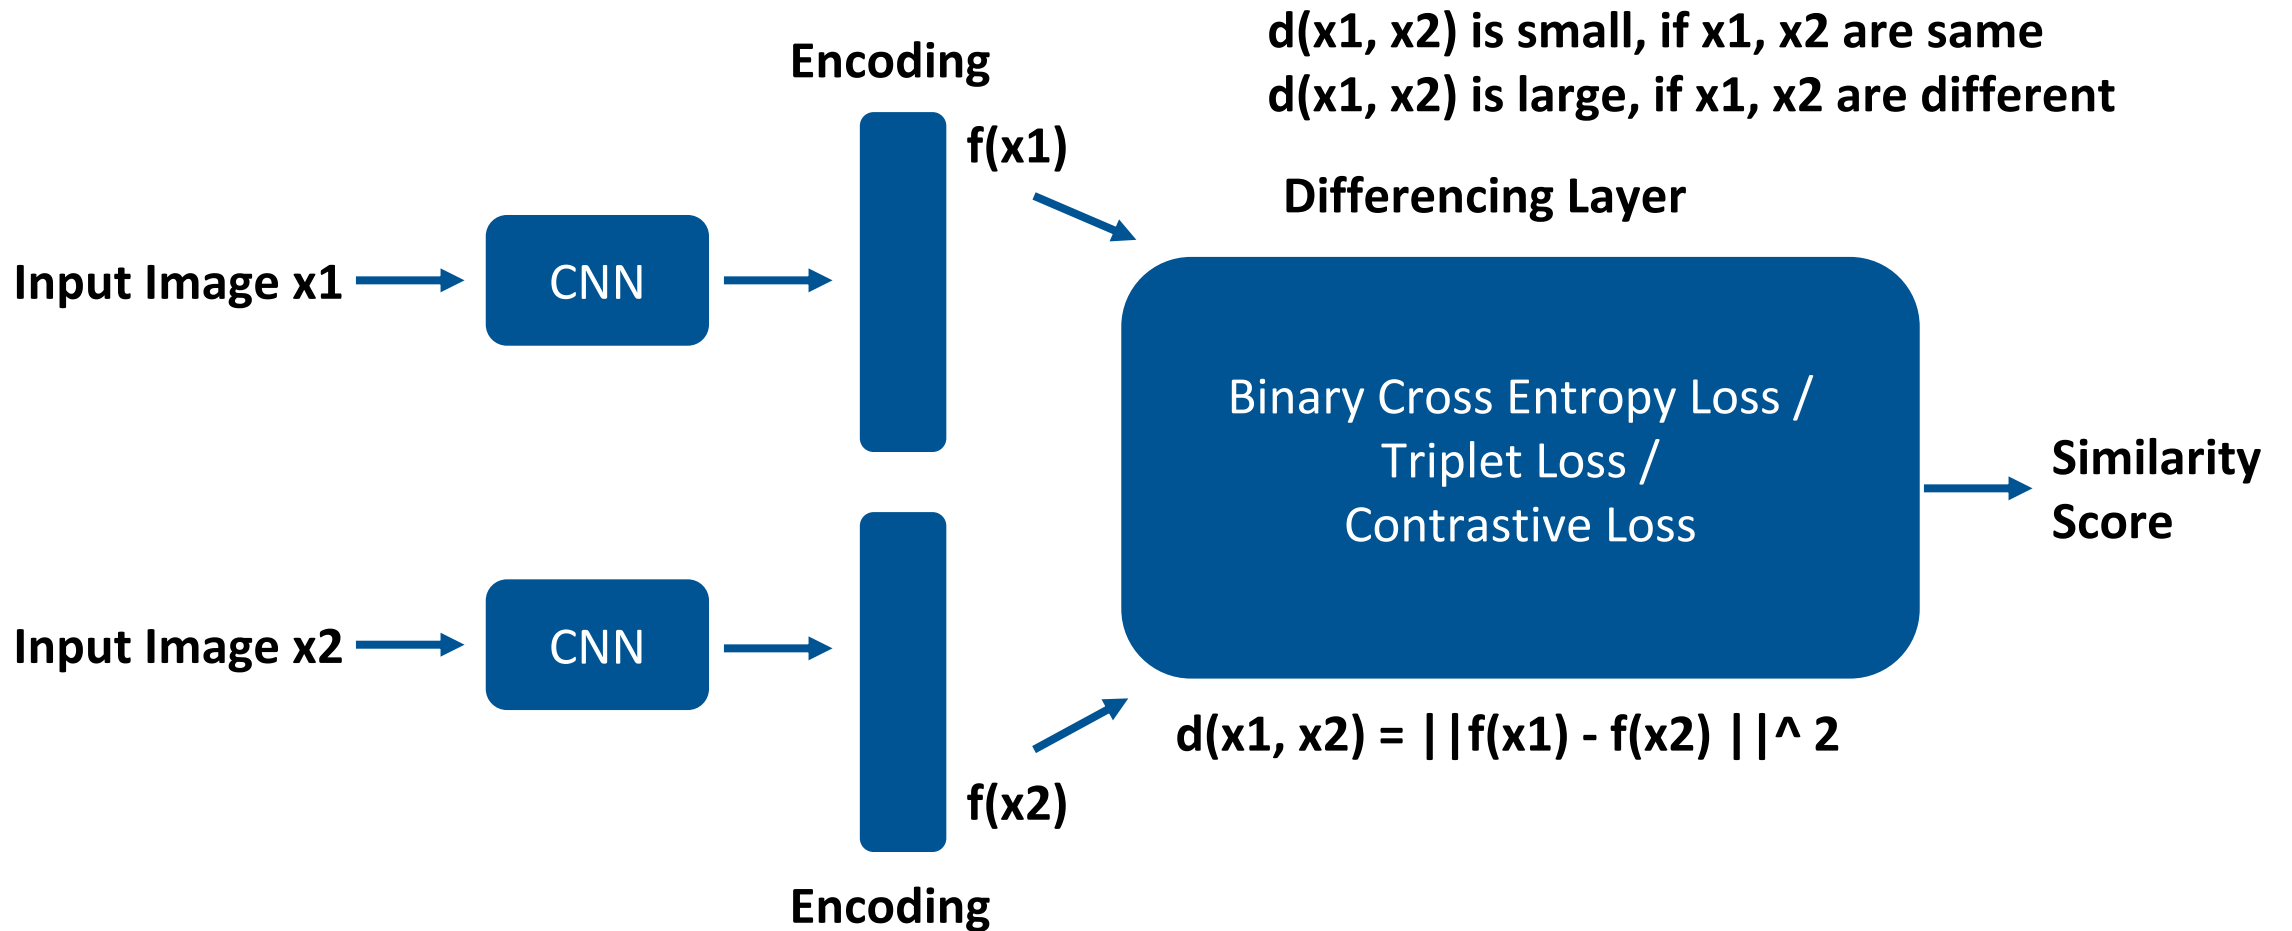 d(x1, x2) is small, if x1, x2 are same
d(x1, x2) is large, if x1, x2 are different
Encoding
f(x1)
Differencing Layer
Input Image x1
CNN
Binary Cross Entropy Loss /
Triplet Loss /
Contrastive Loss
Similarity
Score
Input Image x2
CNN
d(x1, x2) = ||f(x1) - f(x2) ||^ 2
f(x2)
Encoding